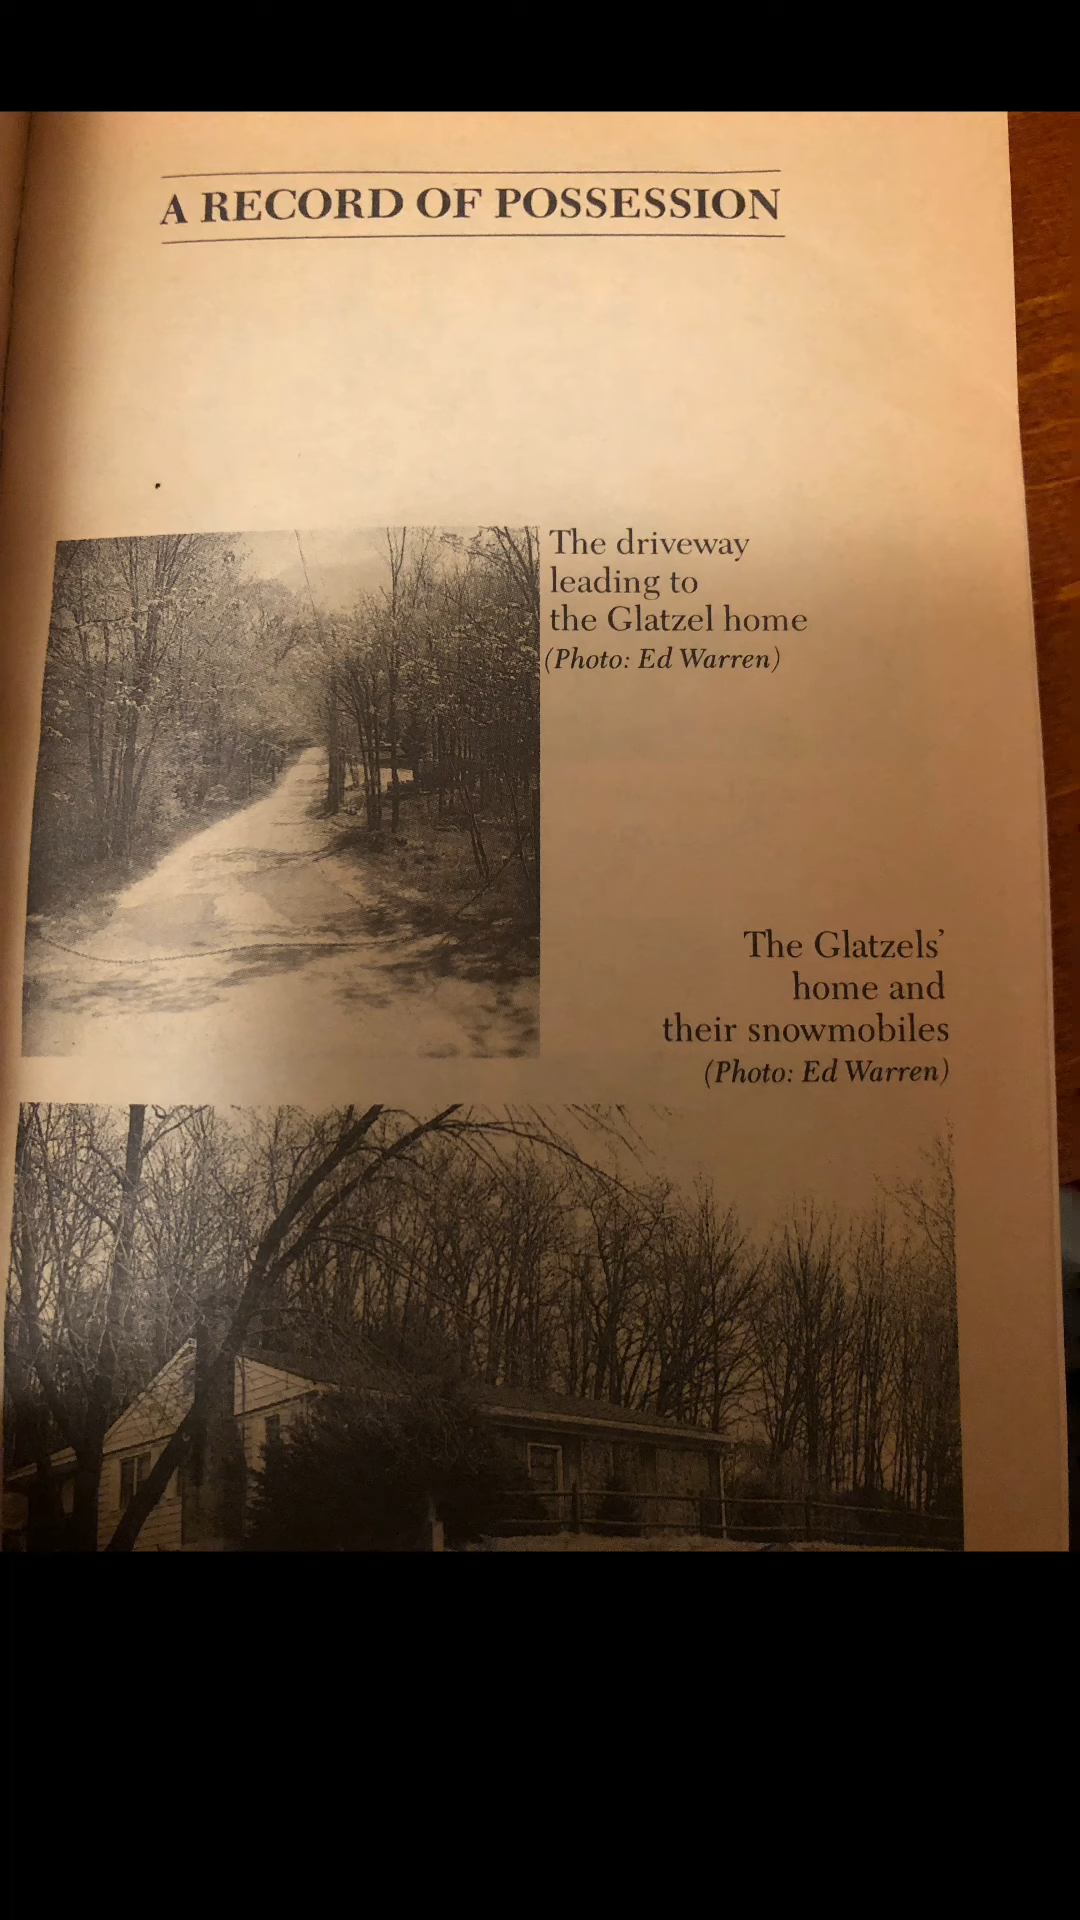 A RECORD OF POSSESSION
The driveway
leading to
the Glatzel home
(Photo: Ed Warren)
The Glatzels’
home and
their snowmobiles
(Photo: Ed Warren)